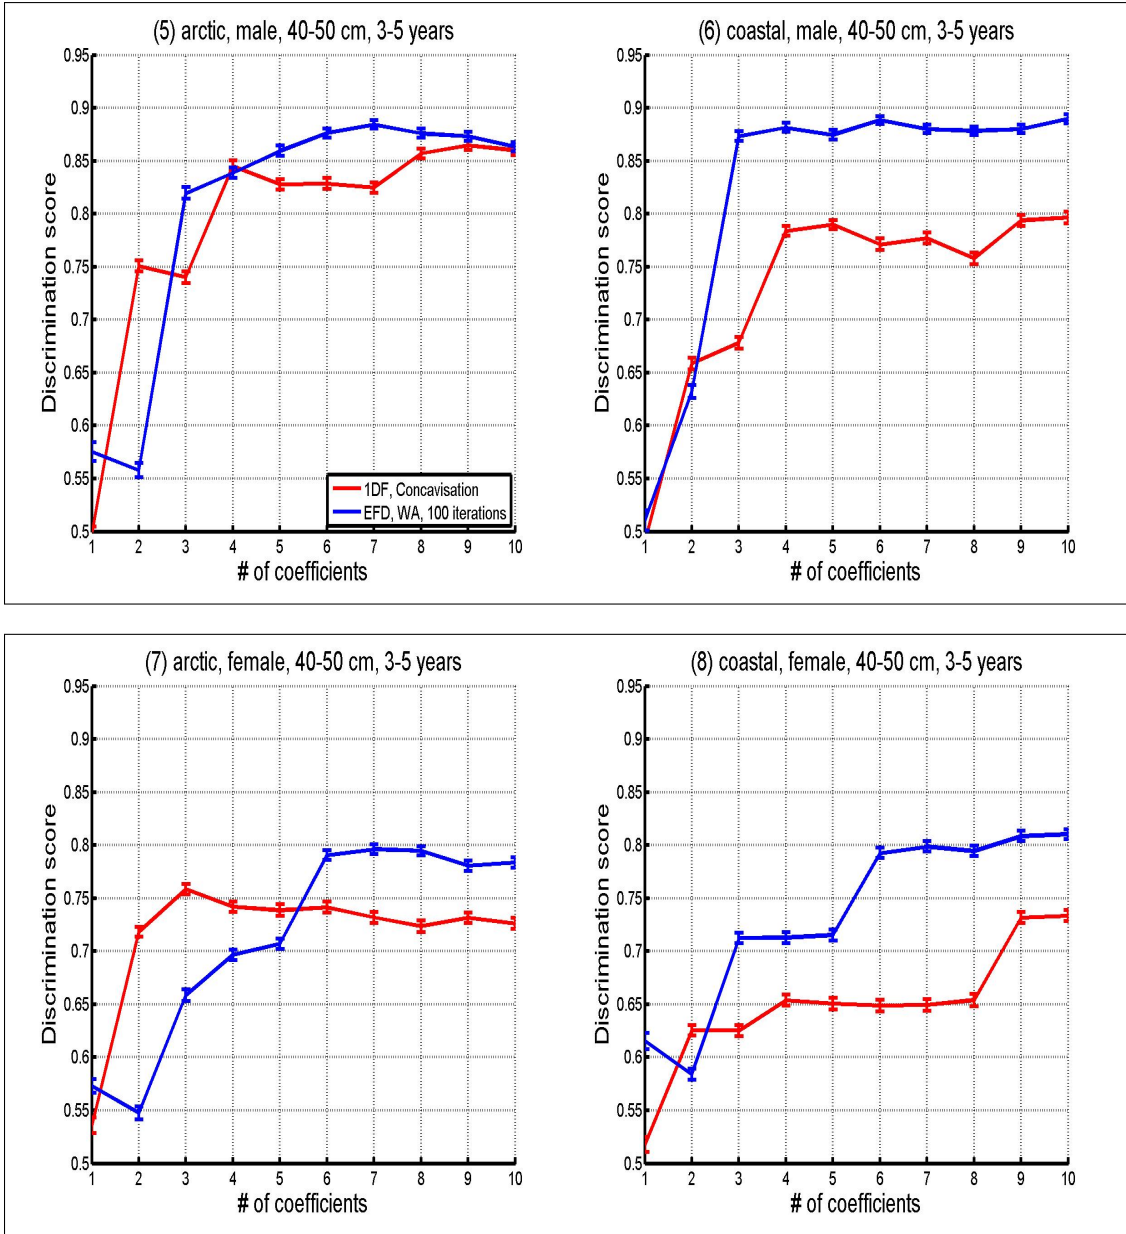 (5) arctic, male, 40-50 cm, 3-5 years
0.95
0.9
0.85
0.8
0.75
0.7
0.65
0.6
0.55
0.5
Discrimination score
1DF, Concavisation
EFD, WA, 100 iterations
1 2 3 4 5 6 7 8 9 10
# of coefficients
(6) coastal, male, 40-50 cm, 3-5 years
0.95
0.9
0.85
0.8
0.75
0.7
0.65
0.6
0.55
0.5
Discrimination score
1 2 3 4 5 6 7 8 9 10
# of coefficients
(7) arctic, female, 40-50 cm, 3-5 years
0.95
0.9
0.85
0.8
0.75
0.7
0.65
0.6
0.55
0.5
Discrimination score
1 2 3 4 5 6 7 8 9 10
# of coefficients
(8) coastal, female, 40-50 cm, 3-5 years
0.95
0.9
0.85
0.8
0.75
0.7
0.65
0.6
0.55
0.5
Discrimination score
1 2 3 4 5 6 7 8 9 10
# of coefficients